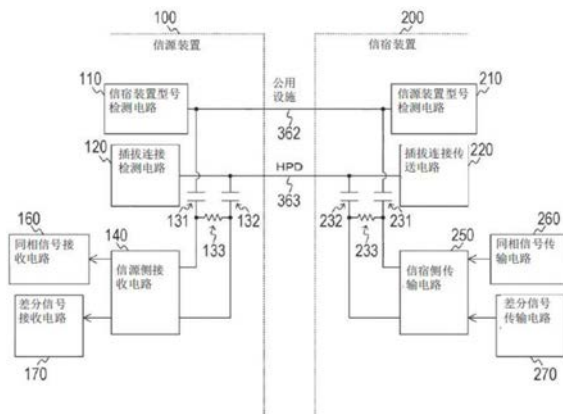 100
信源装置
200
信宿装置
110
信宿装置型号
检测电路
公用
设施
362
210
信源装置型号
检测电路
120
插拔连接
检测电路
HPD
363
220
插拔连接传
送电路
131
132
133
232
231
233
160
同相信号接
收电路
140
信源侧接
收电路
250
信宿侧传
输电路
260
同相信号传
输电路
差分信号
接收电路
170
差分信号
传输电路
270